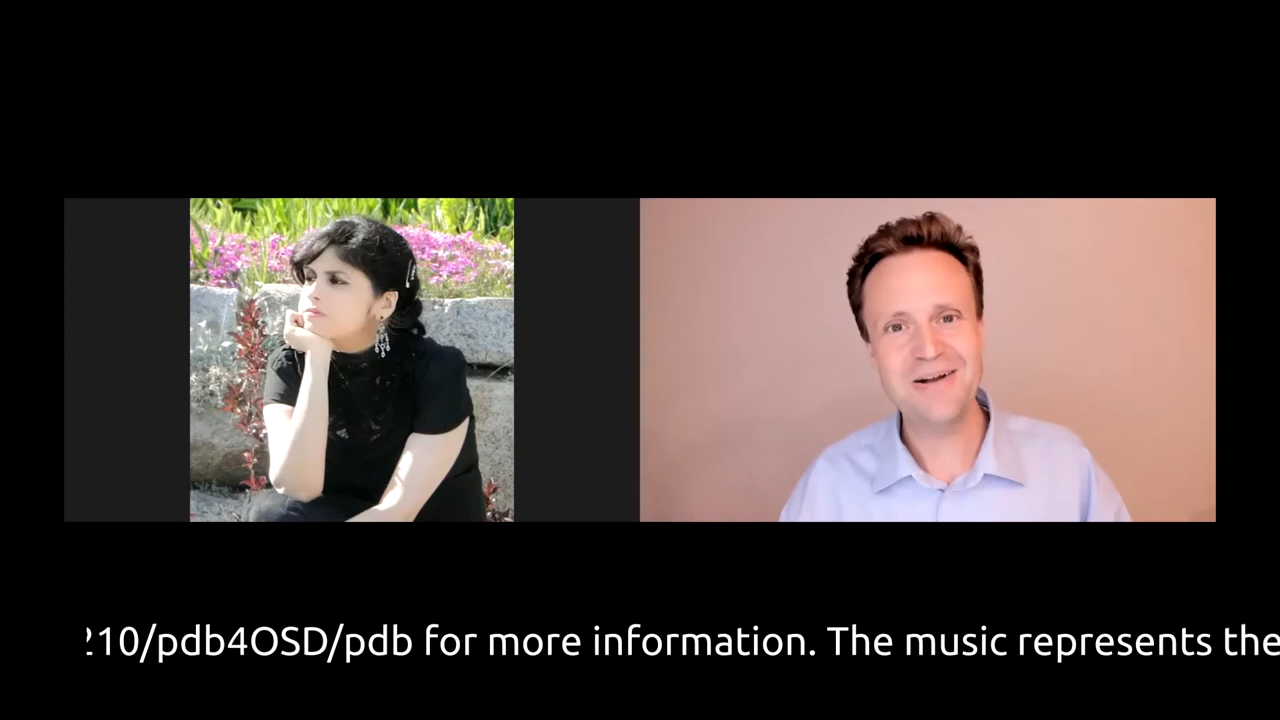 10/pdb4OSD/pdb for more information. The music represents the